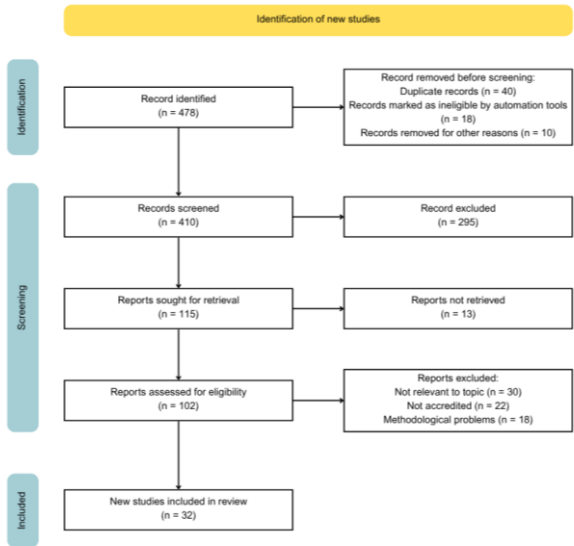 Identification of new studies
Identification
Record identified
(n = 478)
Record removed before screening:
Duplicate records (n = 40)
Records marked as ineligible by automation tools
(n = 18)
Records removed for other reasons (n = 10)
Screening
Records screened
(n = 410)
Record excluded
(n = 295)
Reports sought for retrieval
(n = 115)
Reports not retrieved
(n = 13)
Reports assessed for eligibility
(n = 102)
Reports excluded:
Not relevant to topic (n = 30)
Not accredited (n = 22)
Methodological problems (n = 18)
Included
New studies included in review
(n = 32)